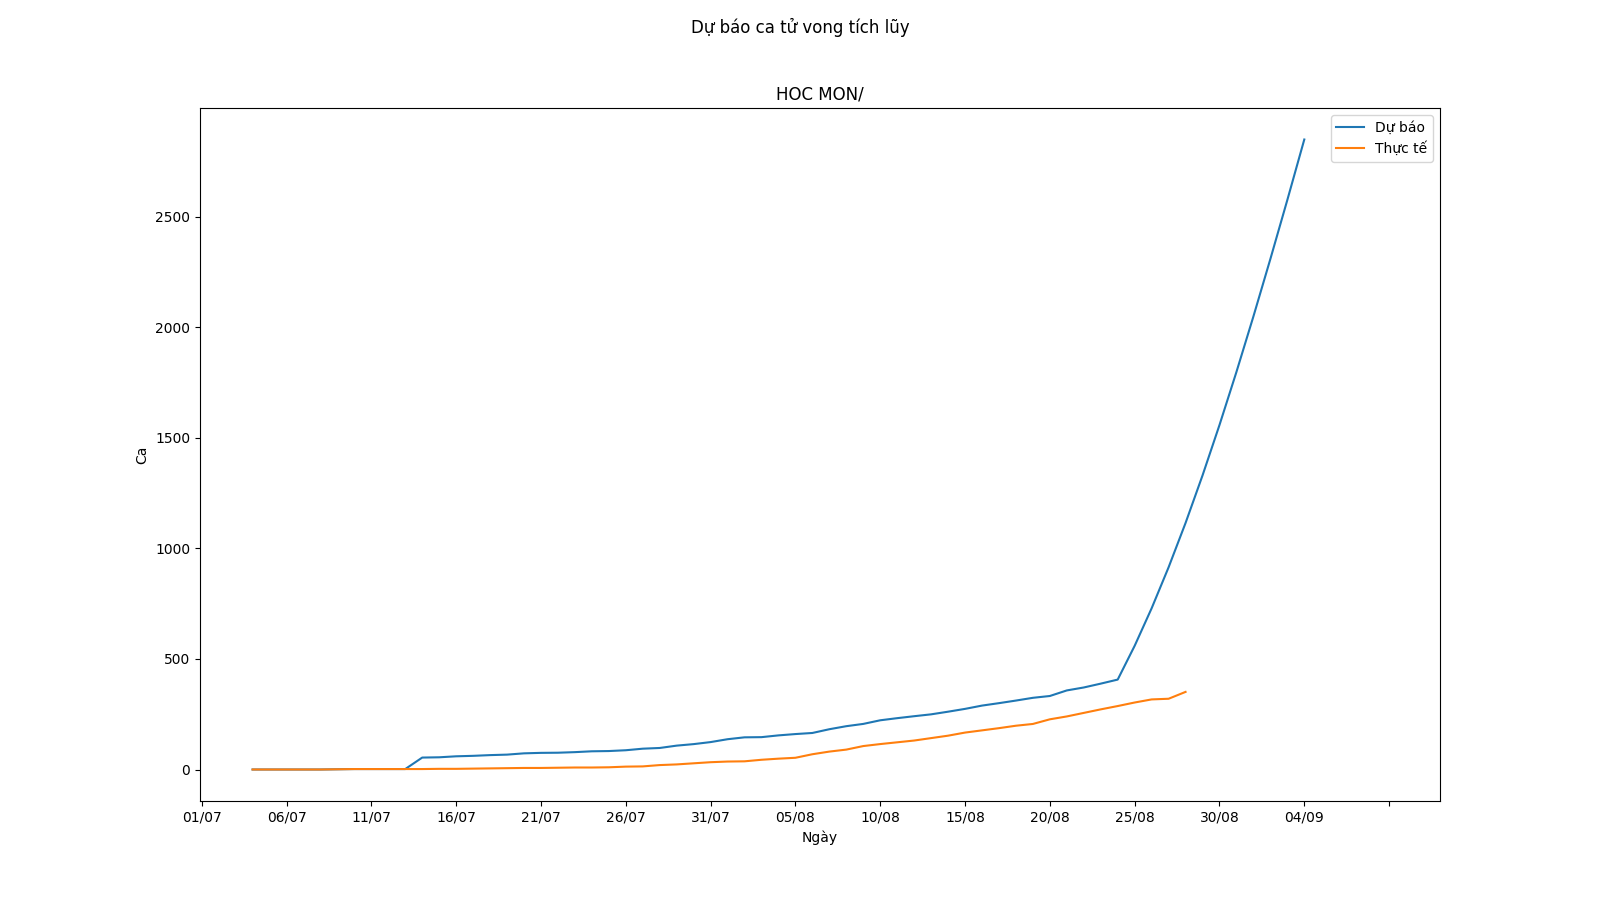 Dự báo ca tử vong tích lũy
HOC MON/
Dự báo
Thực tế
Ca
2500
2000
1500
1000
500
0
01/07 06/07 11/07 16/07 21/07 26/07 31/07 05/08 10/08 15/08 20/08 25/08 30/08 04/09
Ngày